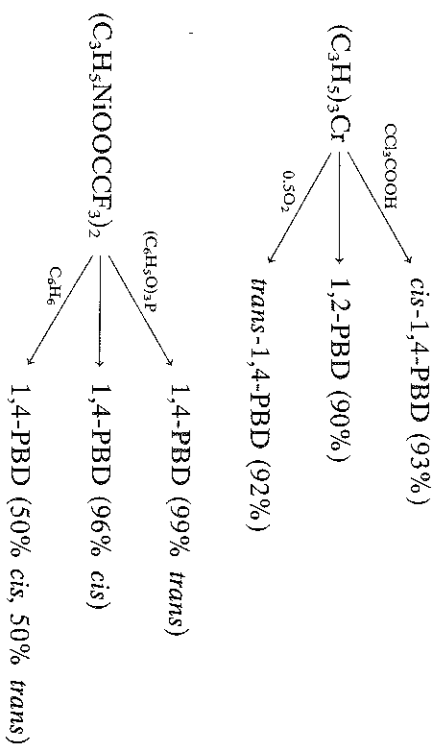 CCl₃COOH
cis-1,4-PBD (93%)
(C₃H₅)₃Cr
1,2-PBD (90%)
0.5O₂
trans-1,4-PBD (92%)
(C₆H₅O)₃P
1,4-PBD (99% trans)
(C₃H₅NiOOCCF₃)₂
1,4-PBD (96% cis)
C₆H₆
1,4-PBD (50% cis, 50% trans)